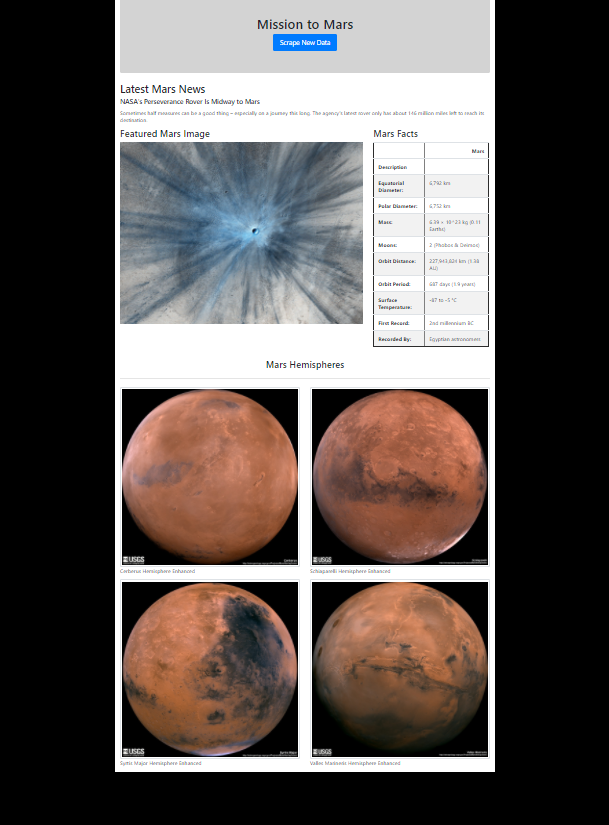 Mission to Mars
Scrape New Data
Latest Mars News
NASA's Perseverance Rover Is Midway to Mars
Sometimes half measures can be a good thing – especially on a journey this long. The agency's latest rover only has about 146 million miles left to reach its
destination.
Featured Mars Image
Mars Facts
Mars
Description
Equatorial
Diameter:
6,792 km
Polar Diameter:
6,752 km
Mass:
6.39 × 10^23 kg (0.11
Earths)
Moons:
2 (Phobos & Deimos)
Orbit Distance:
227,943,824 km (1.38
AU)
Orbit Period:
687 days (1.9 years)
Surface
Temperature:
-87 to -5 °C
First Record:
2nd millennium BC
Recorded By:
Egyptian astronomers
Mars Hemispheres
USGS
Cerberus Hemisphere Enhanced
USGS
Schiaparelli Hemisphere Enhanced
USGS
Syrtis Major
Syrtis Major Hemisphere Enhanced
USGS
Valles Marineris Hemisphere Enhanced